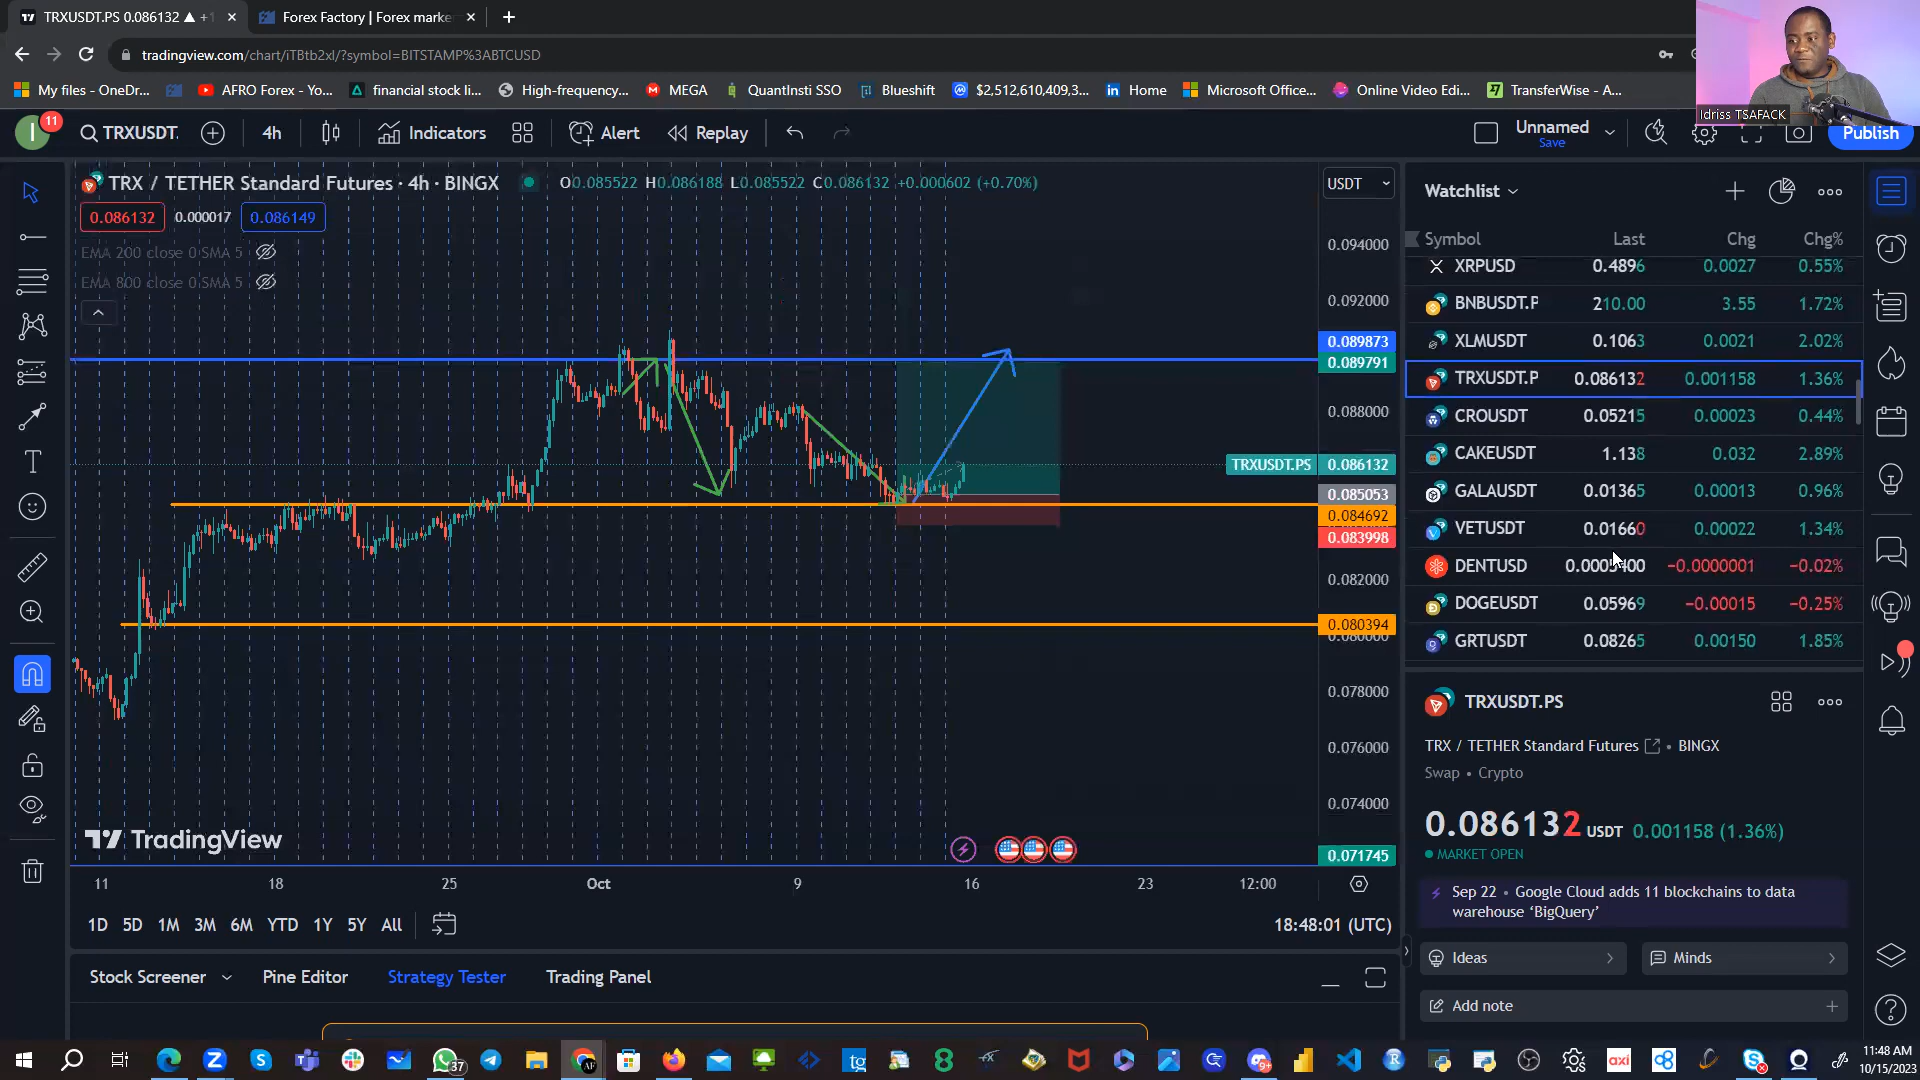 TRXUSDT.PS 0.086132 ▲ +1
Forex Factory | Forex marke
tradingview.com/chart/iTBtb2xl/?symbol=BITSTAMP%3ABTCUSD
My files - OneDr...
AFRO Forex - Yo...
financial stock li...
High-frequency...
MEGA
QuantInsti SSO
Blueshift
$2,512,610,409,3...
Home
Microsoft Office...
Online Video Edi...
TransferWise - A...
Idriss TSAFACK
I
11
TRXUSDT.
4h
Indicators
Alert
Replay
Unnamed
Save
Publish
TRX / TETHER Standard Futures · 4h · BINGX
O0.085522 H0.086188 L0.085522 C0.086132 +0.000602 (+0.70%)
0.086132 0.000017 0.086149
EMA 200 close 0 SMA 5
EMA 800 close 0 SMA 5
USDT
0.094000
0.092000
0.089873
0.089791
0.088000
TRXUSDT.PS 0.086132
0.085053
0.084692
0.083998
0.082000
0.080394
0.080000
0.078000
0.076000
0.074000
0.071745
TradingView
11 18 25 Oct 9 16 23 12:00
1D 5D 1M 3M 6M YTD 1Y 5Y All
18:48:01 (UTC)
Stock Screener Pine Editor Strategy Tester Trading Panel
Watchlist
Symbol Last Chg Chg%
XRPUSD 0.4896 0.0027 0.55%
BNBUSDT.P 210.00 3.55 1.72%
XLMUSDT 0.1063 0.0021 2.02%
TRXUSDT.P 0.086132 0.001158 1.36%
CROUSDT 0.05215 0.00023 0.44%
CAKEUSDT 1.138 0.032 2.89%
GALAUSDT 0.01365 0.00013 0.96%
VETUSDT 0.01660 0.00022 1.34%
DENTUSD −0.0000001 −0.02%
DOGEUSDT 0.05969 −0.00015 −0.25%
GRTUSDT 0.08265 0.00150 1.85%
TRXUSDT.PS
TRX / TETHER Standard Futures • BINGX
Swap • Crypto
0.086132 USDT 0.001158 (1.36%)
MARKET OPEN
Sep 22 • Google Cloud adds 11 blockchains to data
warehouse ‘BigQuery’
Ideas
Minds
Add note
37
9+
tg
axi
11:48 AM
10/15/2023